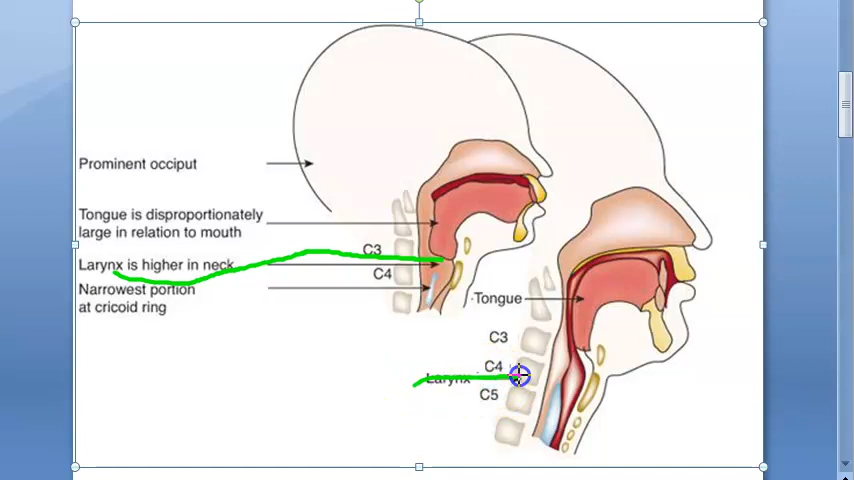 Prominent occiput
Tongue is disproportionately
large in relation to mouth
C3
Larynx is higher in neck
C4
Narrowest portion
at cricoid ring
Tongue
C3
C4
Larynx
C5